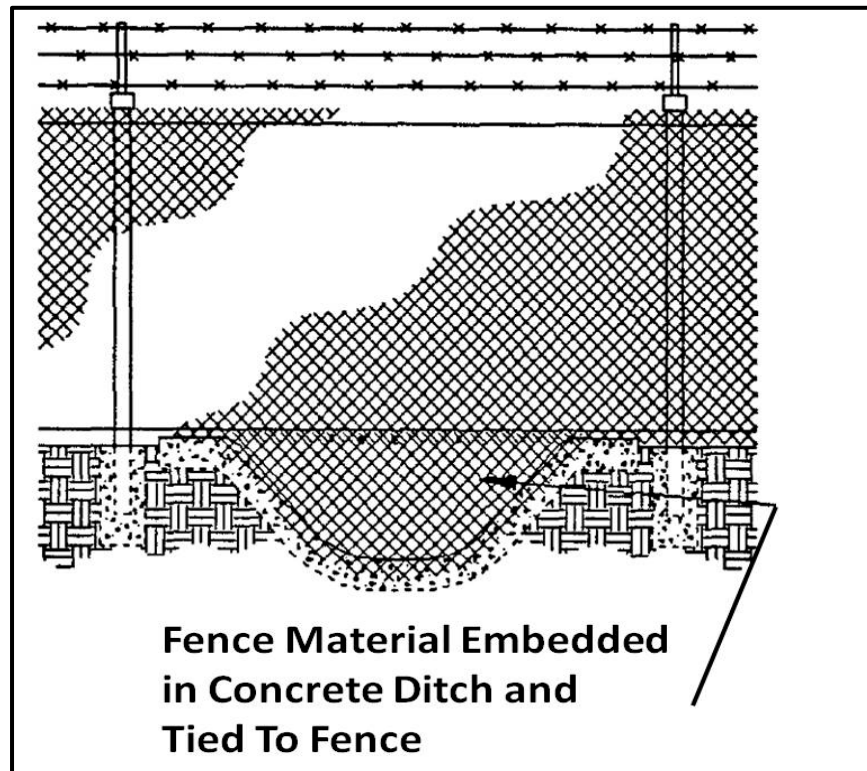 Fence Material Embedded
in Concrete Ditch and
Tied To Fence